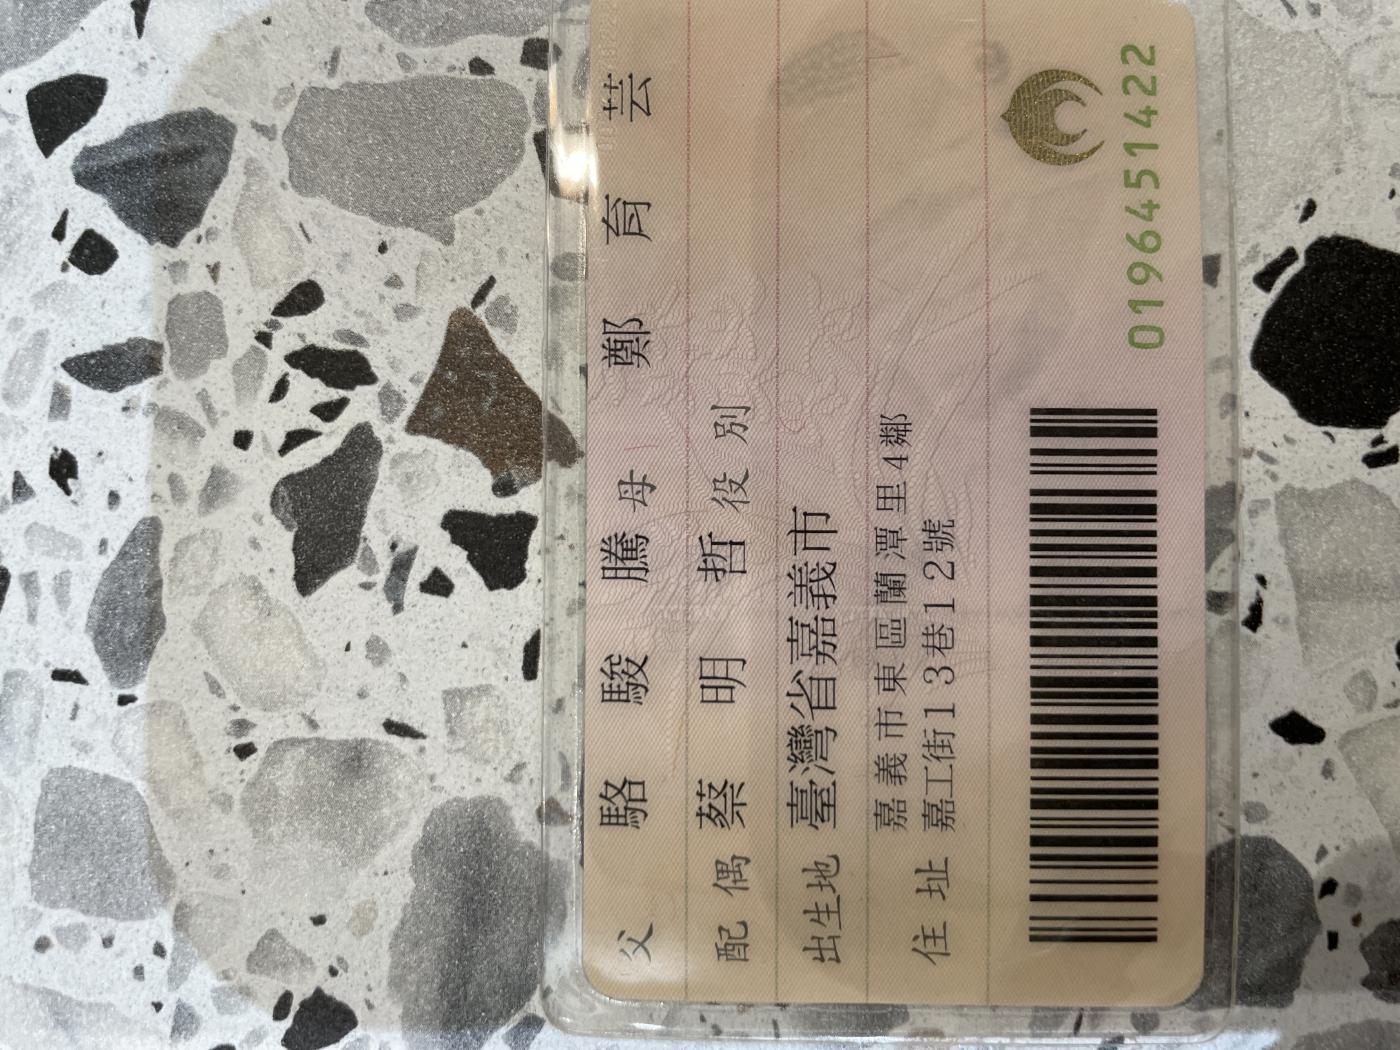 父 駱駿騰 母 鄭育芸
配偶 蔡明哲 役別
出生地 臺灣省嘉義市
住址 嘉義市東區蘭潭里4鄰
嘉工街13巷12號
0196451422